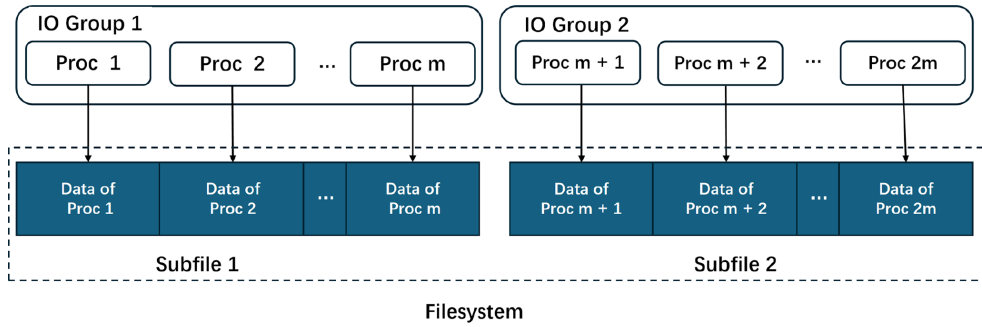 IO Group 1
Proc 1
Proc 2
...
Proc m
IO Group 2
Proc m + 1
Proc m + 2
...
Proc 2m
Data of
Proc 1
Data of
Proc 2
...
Data of
Proc m
Data of
Proc m + 1
Data of
Proc m + 2
...
Data of
Proc 2m
Subfile 1
Subfile 2
Filesystem